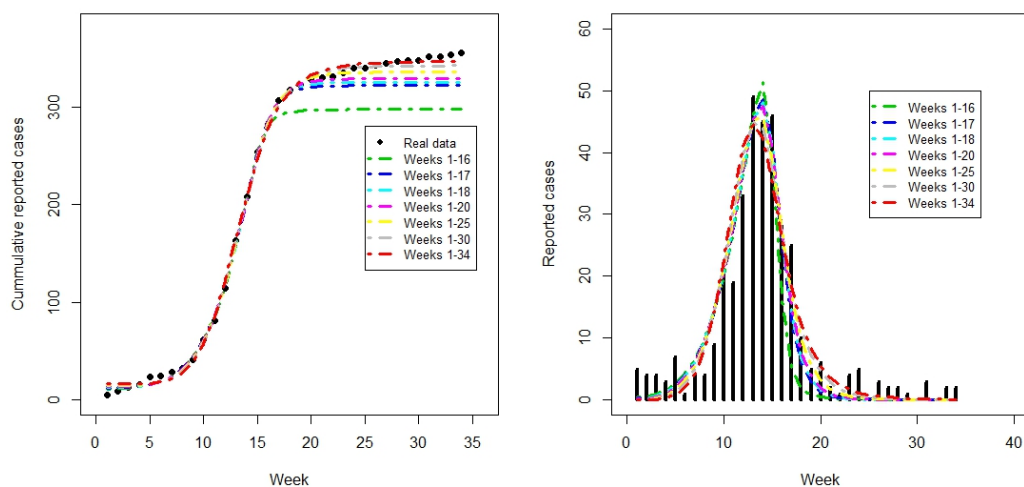 Cummulative reported cases
300
200
100
0
Real data
Weeks 1-16
Weeks 1-17
Weeks 1-18
Weeks 1-20
Weeks 1-25
Weeks 1-30
Weeks 1-34
0 5 10 15 20 25 30 35
Week
Reported cases
60
50
40
30
20
10
0
Weeks 1-16
Weeks 1-17
Weeks 1-18
Weeks 1-20
Weeks 1-25
Weeks 1-30
Weeks 1-34
0 10 20 30 40
Week